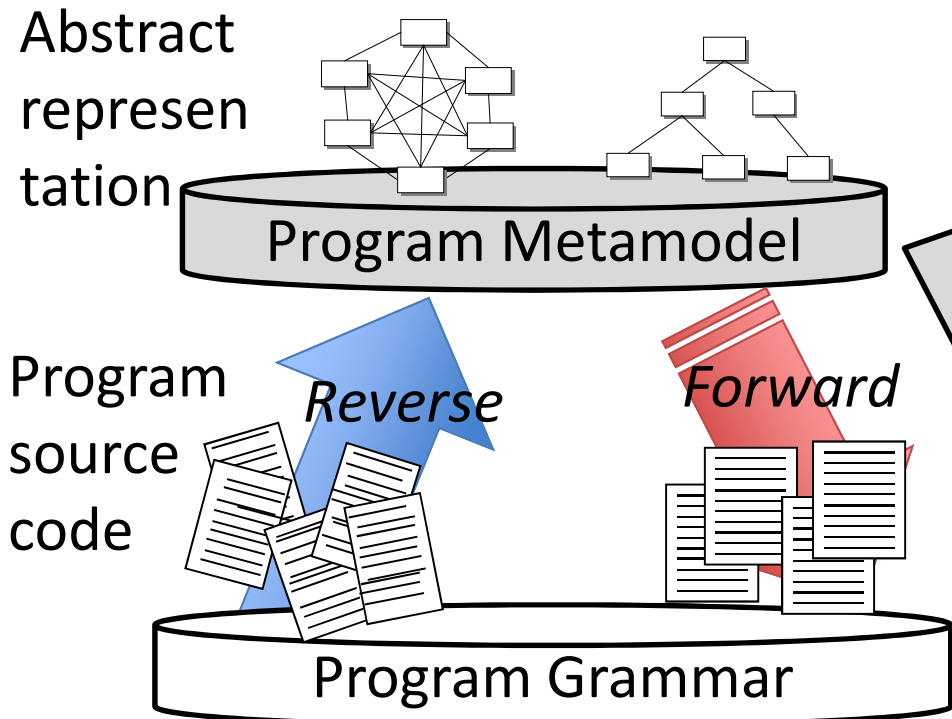 Abstract
represen
tation
Program Metamodel
Program
source
code
Reverse
Forward
Program Grammar